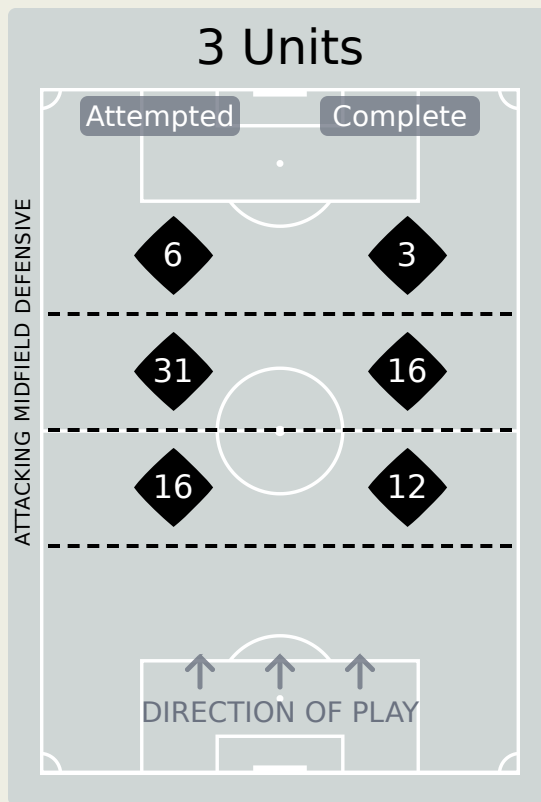 3 Units
Attempted Complete
6 3
31 16
16 12
ATTACKING MIDFIELD DEFENSIVE
DIRECTION OF PLAY